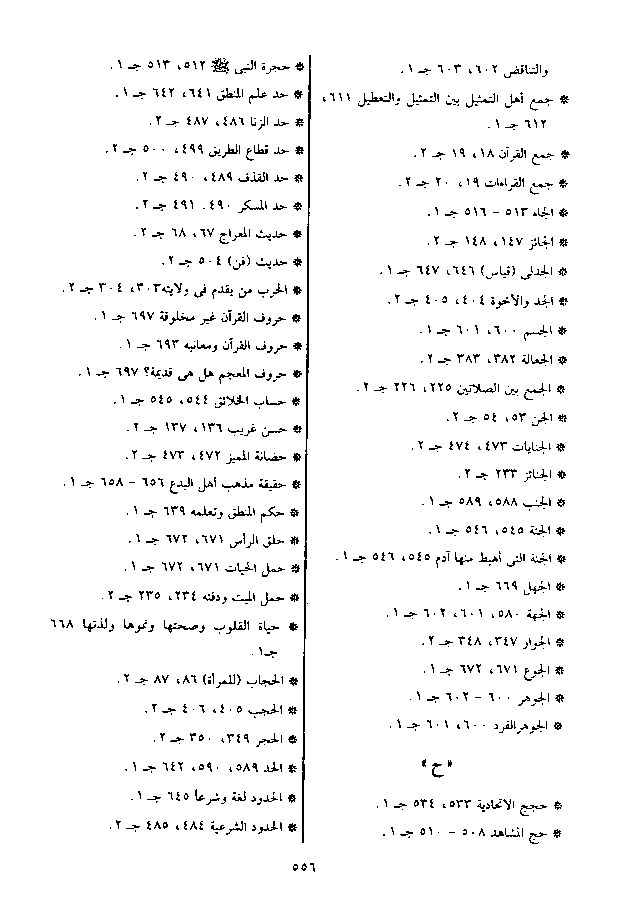 والتناقض ٦٠٢، ٦٠٣ جـ ١.
* جمع أهل التمثيل بين التمثيل والتعطيل ٦١١،
٦١٢ جـ ١.
* جمع القرآن ١٨، ١٩ جـ ٢.
* جمع القراءات ١٩، ٢٠ جـ ٢.
* الجاه ٥١٣ - ٥١٦ جـ ١.
* الجائز ١٤٧، ١٤٨ جـ ٢.
* الجدلى (قياس) ٦٤٦، ٦٤٧ جـ ١.
* الجد والأخوة ٤٠٤، ٤٠٥ جـ ٢.
* الجسم ٦٠٠، ٦٠١ جـ ١.
* الجعالة ٣٨٢، ٣٨٣ جـ ٢.
* الجمع بين الصلاتين ٢٢٥، ٢٢٦ جـ ٢.
* الجن ٥٣، ٥٤ جـ ٢.
* الجنايات ٤٧٣، ٤٧٤ جـ ٢.
* الجنائز ٢٣٣ جـ ٢.
* الجنب ٥٨٨، ٥٨٩ جـ ١.
* الجنة ٥٤٥، ٥٤٦ جـ ١.
* الجنة التى أهبط منها آدم ٥٤٥، ٥٤٦ جـ ١.
* الجهل ٦٦٩ جـ ١.
* الجهة ٥٨٠، ٦٠١، ٦٠٢ جـ ١.
* الجوار ٣٤٧، ٣٤٨ جـ ٢.
* الجوع ٦٧١، ٦٧٢ جـ ١.
* الجوهر ٦٠٠ - ٦٠٢ جـ ١.
* الجوهرالفرد ٦٠٠، ٦٠١ جـ ١.
«ح»
* حجج الاتحادية ٥٣٣، ٥٣٤ جـ ١.
* حج المشاهد ٥٠٨ - ٥١٠ جـ ١.
* حجرة النبى ﷺ ٥١٢، ٥١٣ جـ ١.
* حد علم المنطق ٦٤١، ٦٤٢ جـ ١.
* حد الزنا ٤٨٦، ٤٨٧ جـ ٢.
* حد قطاع الطريق ٤٩٩، ٥٠٠ جـ ٢.
* حد القذف ٤٨٩، ٤٩٠ جـ ٢.
* حد المسكر ٤٩٠. ٤٩١ جـ ٢.
* حديث المعراج ٦٧، ٦٨ جـ ٢.
* حديث (فن) ٥٠٤ جـ ٢.
* الحرب من يقدم فى ولايته٣٠٣، ٣٠٤ جـ ٢.
* حروف القرآن غير مخلوقة ٦٩٧ جـ ١.
* حروف القرآن ومعانيه ٦٩٣ جـ ١.
* حروف المعجم هل هى قديمة؟ ٦٩٧ جـ ١.
* حساب الخلائق ٥٤٤، ٥٤٥ جـ ١.
* حسن غريب ١٣٦، ١٣٧ جـ ٢.
* حضانة المميز ٤٧٢، ٤٧٣ جـ ٢.
* حقيقة مذهب أهل البدع ٦٥٦ - ٦٥٨ جـ ١.
* حكم المنطق وتعلمه ٦٣٩ جـ ١.
* حلق الرأس ٦٧١، ٦٧٢ جـ ١.
* حمل الحيات ٦٧١، ٦٧٢ جـ ١.
* حمل الميت ودفنه ٢٣٤، ٢٣٥ جـ ٢.
* حياة القلوب وصحتها ونموها ولذتها ٦٦٨
جـ١.
* الحجاب (للمرأة) ٨٦، ٨٧ جـ ٢.
* الحجب ٤٠٥، ٤٠٦ جـ ٢.
* الحجر ٣٤٩، ٣٥٠ جـ ٢.
* الحد ٥٨٩، ٥٩٠، ٦٤٢ جـ ١.
* الحدود لغة وشرعاً ٦٤٥ جـ ١.
* الحدود الشرعية ٤٨٤، ٤٨٥ جـ ٢.
٥٥٦